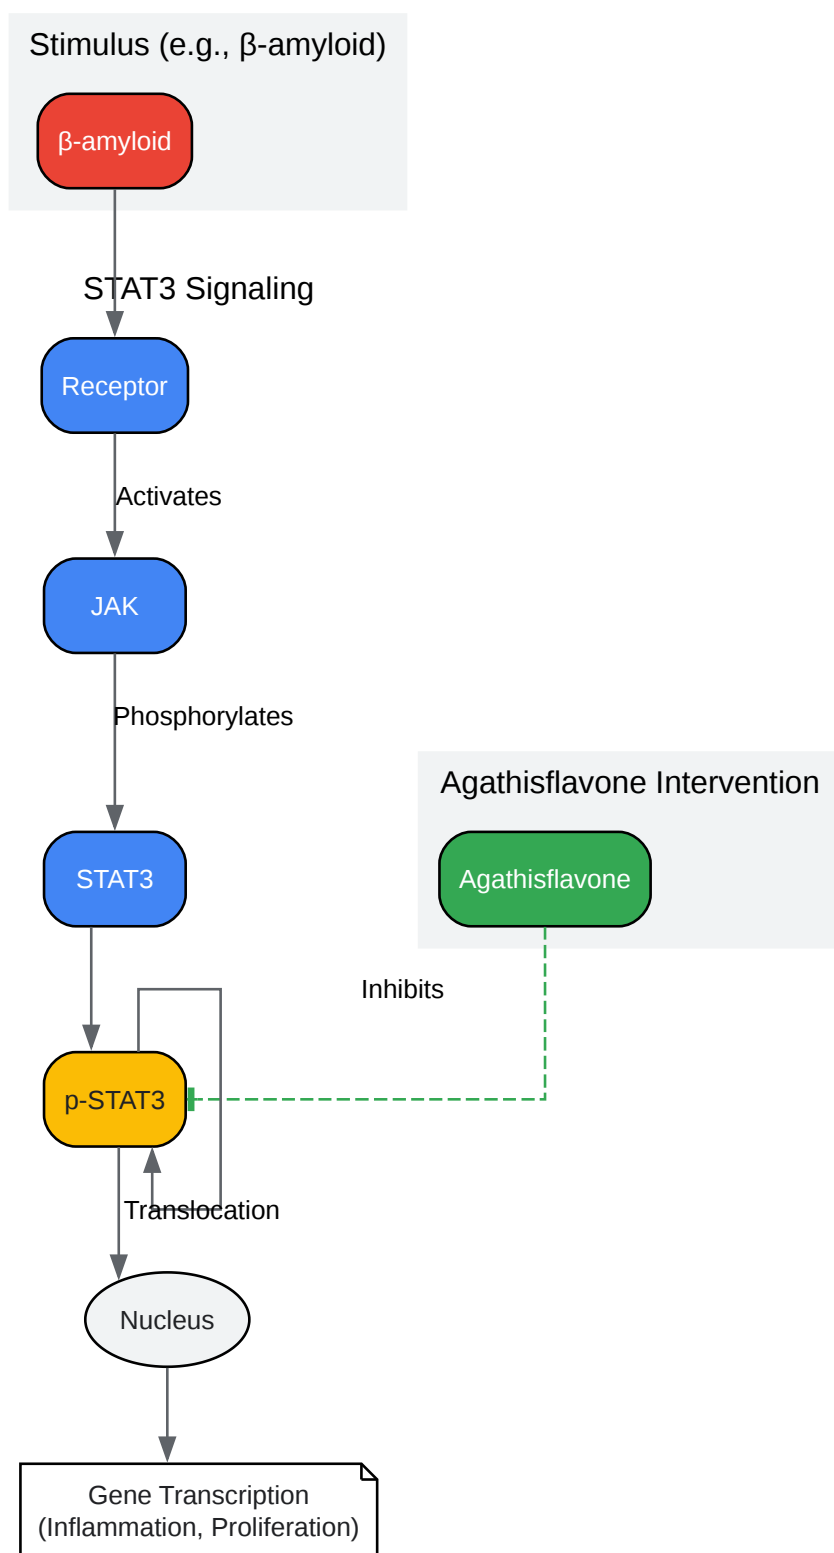 Stimulus (e.g., β-amyloid)
β-amyloid
STAT3 Signaling
Receptor
Activates
JAK
Phosphorylates
Agathisflavone Intervention
STAT3
Agathisflavone
Inhibits
p-STAT3
Translocation
Nucleus
Gene Transcription
(Inflammation, Proliferation)